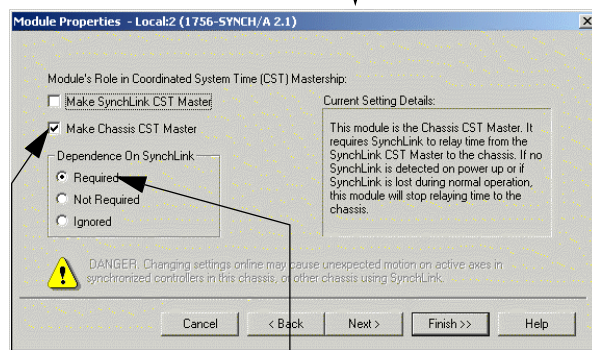 Module Properties - Local:2 (1756-SYNCH/A 2.1)
Module's Role in Coordinated System Time (CST) Mastership:
Make SynchLink CST Master
Make Chassis CST Master
Dependence On SynchLink
Required
Not Required
Ignored
Current Setting Details:
This module is the Chassis CST Master. It
requires SynchLink to relay time from the
SynchLink CST Master to the chassis. If no
SynchLink is detected on power up or if
SynchLink is lost during normal operation,
this module will stop relaying time to the
chassis.
DANGER. Changing settings online may cause unexpected motion on active axes in
synchronized controllers in this chassis, or other chassis using SynchLink.
Cancel
< Back
Next >
Finish >>
Help